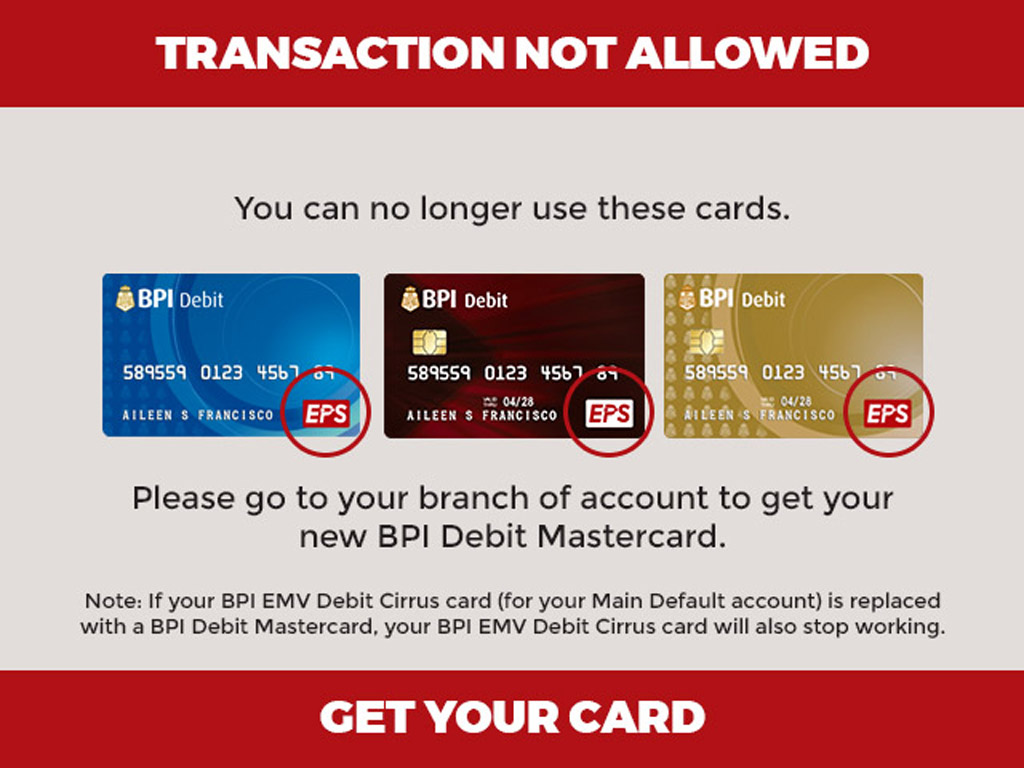 TRANSACTION NOT ALLOWED
You can no longer use these cards.
BPI Debit
589559 0123 4567 89
AILEEN S FRANCISCO
EPS
BPI Debit
589559 0123 4567 89
04/28
AILEEN S FRANCISCO
EPS
BPI Debit
589559 0123 4567 89
04/28
AILEEN S FRANCISCO
EPS
Please go to your branch of account to get your
new BPI Debit Mastercard.
Note: If your BPI EMV Debit Cirrus card (for your Main Default account) is replaced
with a BPI Debit Mastercard, your BPI EMV Debit Cirrus card will also stop working.
GET YOUR CARD